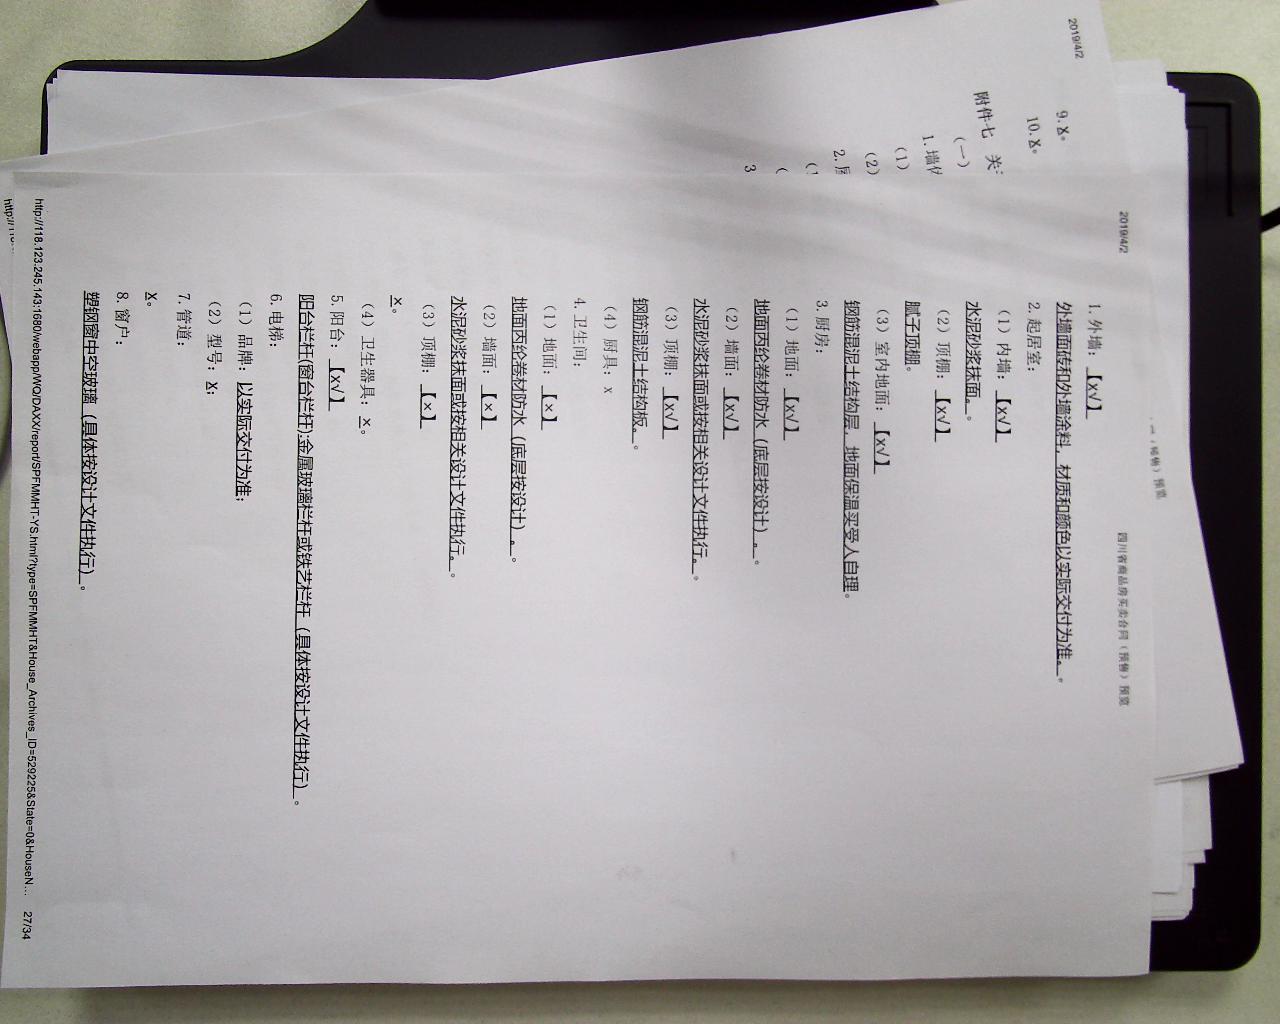 2019/4/2
9.X。
10.X。
附件七 关
(一)
1.墙
(1)
(2)
2.
3
2019/4/2
四川省商品房买卖合同（预售）预览
（预售）预览
1. 外墙：【x√】
外墙面砖和外墙涂料，材质和颜色以实际交付为准。。
2. 起居室：
（1）内墙：【x√】
水泥砂浆抹面。。
（2）顶棚：【x√】
腻子顶棚。
（3）室内地面：【x√】
钢筋混泥土结构层，地面保温买受人自理。
3. 厨房：
（1）地面：【x√】
地面丙纶卷材防水（底层按设计）。。
（2）墙面：【x√】
水泥砂浆抹面或按相关设计文件执行。。
（3）顶棚：【x√】
钢筋混泥土结构板。。
（4）厨具：x
4. 卫生间：
（1）地面：【x】
地面丙纶卷材防水（底层按设计）。。
（2）墙面：【x】
水泥砂浆抹面或按相关设计文件执行。。
（3）顶棚：【x】
x。
（4）卫生器具：x。
5. 阳台：【x√】
阳台栏杆(窗台栏杆):金属玻璃栏杆或铁艺栏杆（具体按设计文件执行）。
6. 电梯：
（1）品牌：以实际交付为准；
（2）型号：X；
7. 管道：
X。
8. 窗户：
塑钢窗中空玻璃（具体按设计文件执行）。
http://118.123.245.143:1680/webapp/WO/DAXX/report/SPFMMHT-YS.html?type=SPFMMHT&House_Archives_ID=529225&State=0&HouseN... 27/34